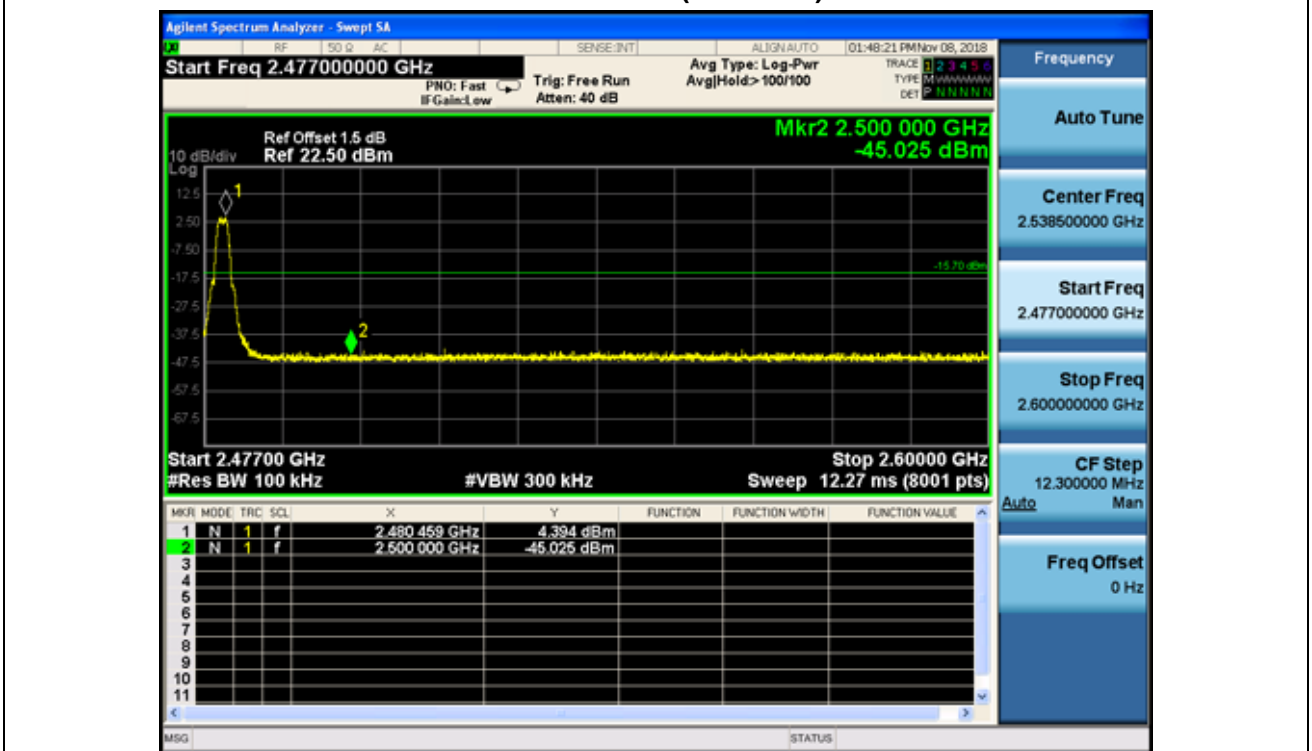 Agilent Spectrum Analyzer - Swept SA
RF 50 Ω AC SENSE:INT ALIGNAUTO 01:48:21 PMNov 08, 2018
Start Freq 2.477000000 GHz
PNO: Fast
IFGain:Low
Trig: Free Run
Atten: 40 dB
Avg Type: Log-Pwr
Avg|Hold:> 100/100
TRACE 1 2 3 4 5 6
TYPE M
DET P N N N N N
Mkr2 2.500 000 GHz
-45.025 dBm
Ref Offset 1.5 dB
10 dB/div Ref 22.50 dBm
Log
12.5
2.50
-7.50
-17.5
-27.5
-37.5
-47.5
-57.5
-67.5
1
2
-15.70 dBm
Start 2.47700 GHz Stop 2.60000 GHz
#Res BW 100 kHz #VBW 300 kHz Sweep 12.27 ms (8001 pts)
MKR MODE TRC SCL X Y FUNCTION FUNCTION WIDTH FUNCTION VALUE
1 N 1 f 2.480 459 GHz 4.394 dBm
2 N 1 f 2.500 000 GHz -45.025 dBm
3
4
5
6
7
8
9
10
11
MSG STATUS
Frequency
Auto Tune
Center Freq
2.538500000 GHz
Start Freq
2.477000000 GHz
Stop Freq
2.600000000 GHz
CF Step
12.300000 MHz
Auto Man
Freq Offset
0 Hz